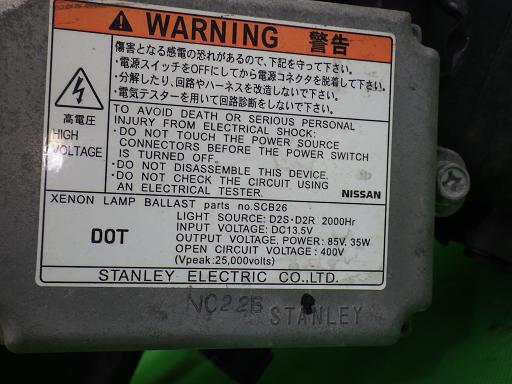 WARNING 警告
傷害となる感電の恐れがあるので、下記を守って下さい。
・電源スイッチをOFFにしてから電源コネクタを脱着して下さい。
・分解したり、回路やハーネスを改造しないで下さい。
・電気テスターを用いて回路診断をしないで下さい。
高電圧
HIGH
VOLTAGE
TO AVOID DEATH OR SERIOUS PERSONAL
INJURY FROM ELECTRICAL SHOCK:
・DO NOT TOUCH THE POWER SOURCE
CONNECTORS BEFORE THE POWER SWITCH
IS TURNED OFF.
・DO NOT DISASSEMBLE THIS DEVICE.
・DO NOT CHECK THE CIRCUIT USING
AN ELECTRICAL TESTER.
NISSAN
XENON LAMP BALLAST parts no.SCB26
DOT
LIGHT SOURCE: D2S・D2R 2000Hr
INPUT VOLTAGE: DC13.5V
OUTPUT VOLTAGE, POWER: 85V, 35W
OPEN CIRCUIT VOLTAGE: 400V
(Vpeak: 25,000volts)
STANLEY ELECTRIC CO.,LTD.
NC22B
STANLEY